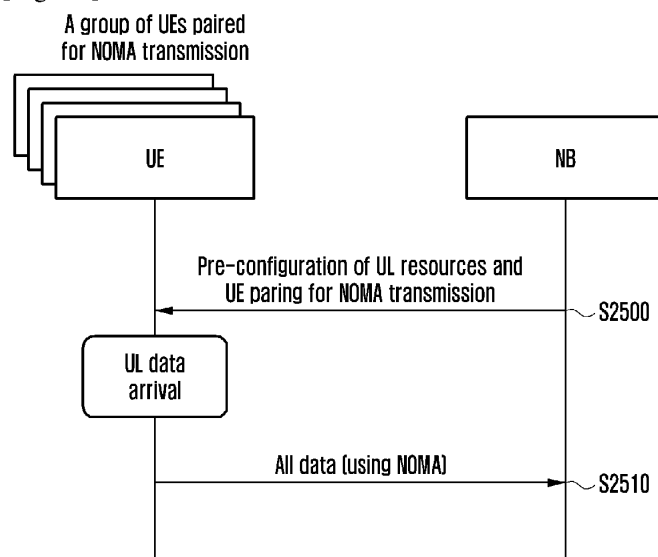 A group of UEs paired
for NOMA transmission
UE
NB
Pre-configuration of UL resources and
UE paring for NOMA transmission
S2500
UL data
arrival
All data (using NOMA)
S2510